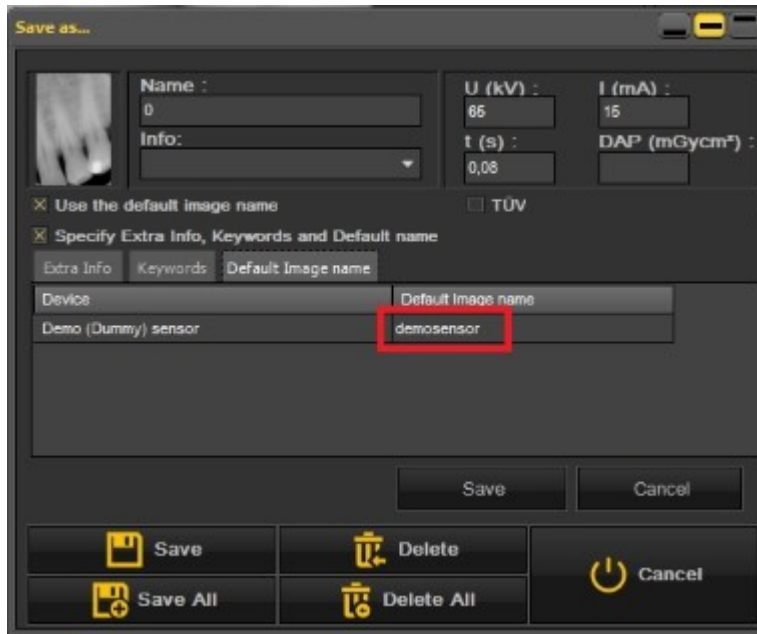 Save as...
Name :
0
Info:
U (kV) :
65
I (mA) :
15
t (s) :
0,08
DAP (mGycm²) :
Use the default image name
TÜV
Specify Extra Info, Keywords and Default name
Extra Info Keywords Default Image name
Device Default Image name
Demo (Dummy) sensor demosensor
Save Cancel
Save Delete
Cancel
Save All Delete All